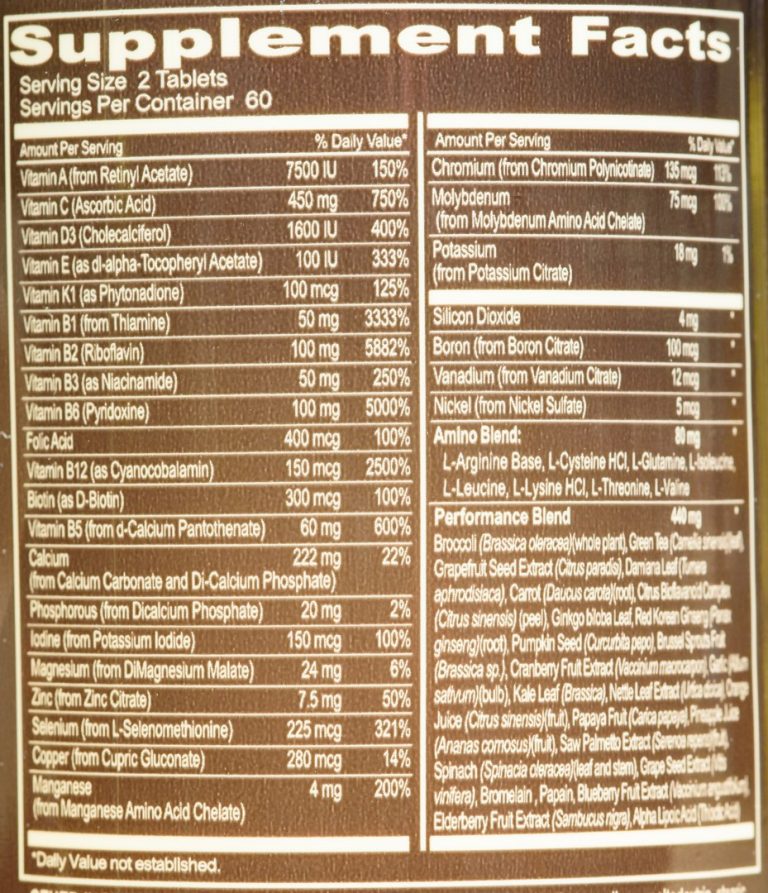 Supplement Facts
Serving Size 2 Tablets
Servings Per Container 60
Amount Per Serving % Daily Value*
Vitamin A (from Retinyl Acetate) 7500 IU 150%
Vitamin C (Ascorbic Acid) 450 mg 750%
Vitamin D3 (Cholecalciferol) 1600 IU 400%
Vitamin E (as dl-alpha-Tocopheryl Acetate) 100 IU 333%
Vitamin K1 (as Phytonadione) 100 mcg 125%
Vitamin B1 (from Thiamine) 50 mg 3333%
Vitamin B2 (Riboflavin) 100 mg 5882%
Vitamin B3 (as Niacinamide) 50 mg 250%
Vitamin B6 (Pyridoxine) 100 mg 5000%
Folic Acid 400 mcg 100%
Vitamin B12 (as Cyanocobalamin) 150 mcg 2500%
Biotin (as D-Biotin) 300 mcg 100%
Vitamin B5 (from d-Calcium Pantothenate) 60 mg 600%
Calcium 222 mg 22%
(from Calcium Carbonate and Di-Calcium Phosphate)
Phosphorous (from Dicalcium Phosphate) 20 mg 2%
Iodine (from Potassium Iodide) 150 mcg 100%
Magnesium (from DiMagnesium Malate) 24 mg 6%
Zinc (from Zinc Citrate) 7.5 mg 50%
Selenium (from L-Selenomethionine) 225 mcg 321%
Copper (from Cupric Gluconate) 280 mcg 14%
Manganese 4 mg 200%
(from Manganese Amino Acid Chelate)
*Daily Value not established.
Amount Per Serving % Daily Value*
Chromium (from Chromium Polynicotinate) 135 mcg 113%
Molybdenum 75 mcg 100%
(from Molybdenum Amino Acid Chelate)
Potassium 18 mg 1%
(from Potassium Citrate)
Silicon Dioxide 4 mg *
Boron (from Boron Citrate) 100 mcg *
Vanadium (from Vanadium Citrate) 12 mcg *
Nickel (from Nickel Sulfate) 5 mcg *
Amino Blend: 80 mg *
L-Arginine Base, L-Cysteine HCl, L-Glutamine, L-Isoleucine,
L-Leucine, L-Lysine HCl, L-Threonine, L-Valine
Performance Blend 440 mg *
Broccoli (Brassica oleracea)(whole plant), Green Tea (Camellia sinensis)(leaf),
Grapefruit Seed Extract (Citrus paradisi), Damiana Leaf (Turnera
aphrodisiaca), Carrot (Daucus carota)(root), Citrus Bioflavanoid Complex
(Citrus sinensis) (peel), Ginkgo biloba Leaf, Red Korean Ginseng (Panax
ginseng)(root), Pumpkin Seed (Curcurbita pepo), Brussel Sprouts Fruit
(Brassica sp.), Cranberry Fruit Extract (Vaccinium macrocarpon), Garlic (Allium
sativum)(bulb), Kale Leaf (Brassica), Nettle Leaf Extract (Urtica dioica), Orange
Juice (Citrus sinensis)(fruit), Papaya Fruit (Carica papaya), Pineapple Juice
(Ananas comosus)(fruit), Saw Palmetto Extract (Serenoa repens)(fruit),
Spinach (Spinacia oleracea)(leaf and stem), Grape Seed Extract (Vitis
vinifera), Bromelain, Papain, Blueberry Fruit Extract (Vaccinium angustifolium),
Elderberry Fruit Extract (Sambucus nigra), Alpha Lipoic Acid (Thioctic Acid)